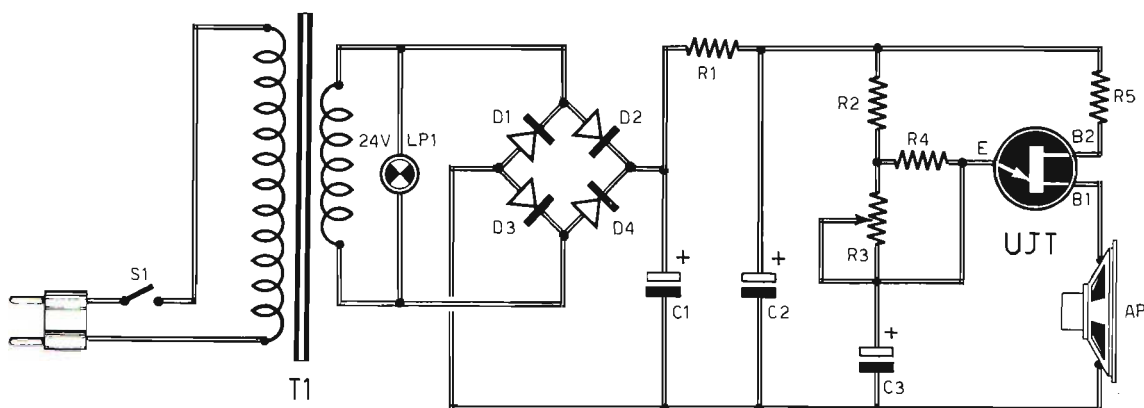 S1
T1
24V
LP1
D1
D2
D3
D4
R1
C1
+
C2
+
R2
R3
R4
C3
+
R5
E
B2
B1
UJT
AP